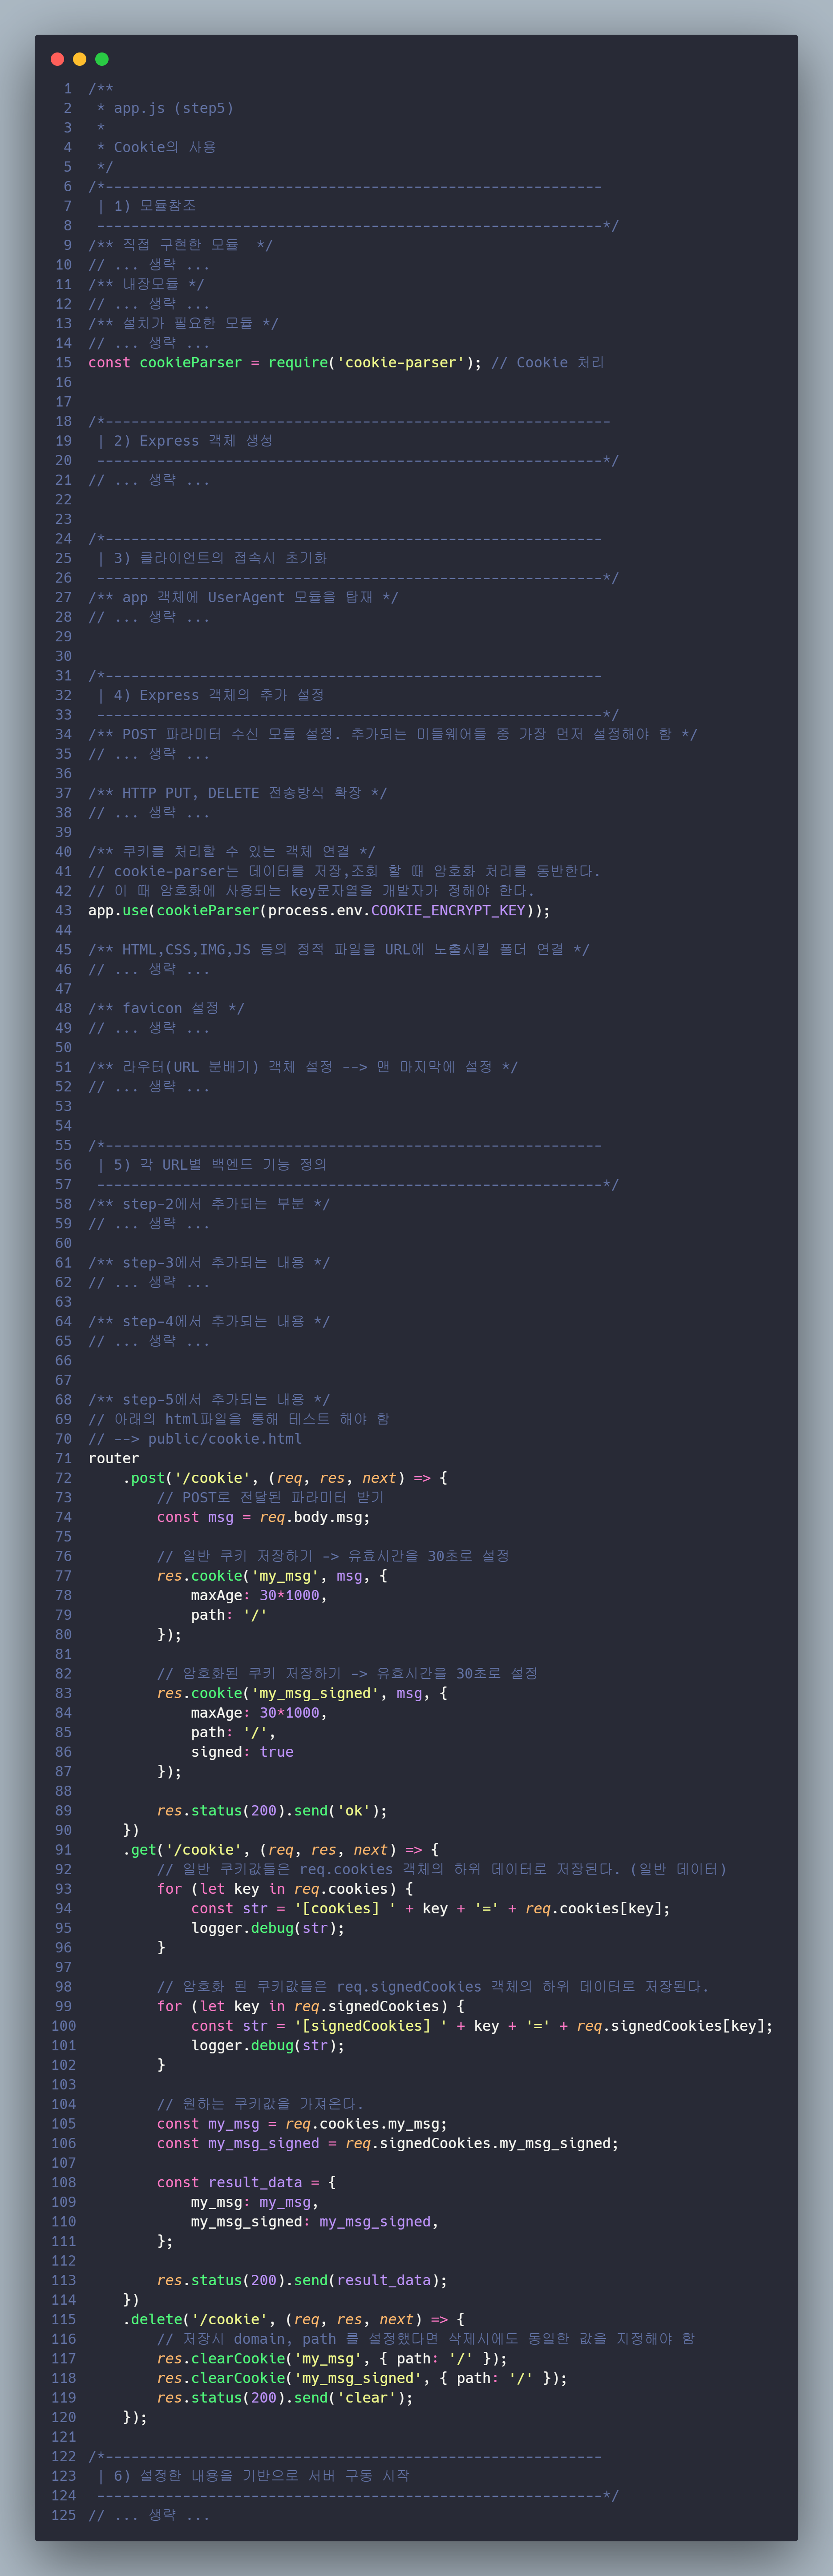 1 /**
2  * app.js (step5)
3  *
4  * Cookie의 사용
5  */
6 /*----------------------------------------------------------
7  | 1) 모듈참조
8  -----------------------------------------------------------*/
9 /** 직접 구현한 모듈  */
10 // ... 생략 ...
11 /** 내장모듈 */
12 // ... 생략 ...
13 /** 설치가 필요한 모듈 */
14 // ... 생략 ...
15 const cookieParser = require('cookie-parser'); // Cookie 처리
16
17
18 /*-----------------------------------------------------------
19  | 2) Express 객체 생성
20  -----------------------------------------------------------*/
21 // ... 생략 ...
22
23
24 /*----------------------------------------------------------
25  | 3) 클라이언트의 접속시 초기화
26  -----------------------------------------------------------*/
27 /** app 객체에 UserAgent 모듈을 탑재 */
28 // ... 생략 ...
29
30
31 /*----------------------------------------------------------
32  | 4) Express 객체의 추가 설정
33  -----------------------------------------------------------*/
34 /** POST 파라미터 수신 모듈 설정. 추가되는 미들웨어들 중 가장 먼저 설정해야 함 */
35 // ... 생략 ...
36
37 /** HTTP PUT, DELETE 전송방식 확장 */
38 // ... 생략 ...
39
40 /** 쿠키를 처리할 수 있는 객체 연결 */
41 // cookie-parser는 데이터를 저장,조회 할 때 암호화 처리를 동반한다.
42 // 이 때 암호화에 사용되는 key문자열을 개발자가 정해야 한다.
43 app.use(cookieParser(process.env.COOKIE_ENCRYPT_KEY));
44
45 /** HTML,CSS,IMG,JS 등의 정적 파일을 URL에 노출시킬 폴더 연결 */
46 // ... 생략 ...
47
48 /** favicon 설정 */
49 // ... 생략 ...
50
51 /** 라우터(URL 분배기) 객체 설정 --> 맨 마지막에 설정 */
52 // ... 생략 ...
53
54
55 /*----------------------------------------------------------
56  | 5) 각 URL별 백엔드 기능 정의
57  -----------------------------------------------------------*/
58 /** step-2에서 추가되는 부분 */
59 // ... 생략 ...
60
61 /** step-3에서 추가되는 내용 */
62 // ... 생략 ...
63
64 /** step-4에서 추가되는 내용 */
65 // ... 생략 ...
66
67
68 /** step-5에서 추가되는 내용 */
69 // 아래의 html파일을 통해 테스트 해야 함
70 // --> public/cookie.html
71 router
72     .post('/cookie', (req, res, next) => {
73         // POST로 전달된 파라미터 받기
74         const msg = req.body.msg;
75
76         // 일반 쿠키 저장하기 -> 유효시간을 30초로 설정
77         res.cookie('my_msg', msg, {
78             maxAge: 30*1000,
79             path: '/'
80         });
81
82         // 암호화된 쿠키 저장하기 -> 유효시간을 30초로 설정
83         res.cookie('my_msg_signed', msg, {
84             maxAge: 30*1000,
85             path: '/',
86             signed: true
87         });
88
89         res.status(200).send('ok');
90     })
91     .get('/cookie', (req, res, next) => {
92         // 일반 쿠키값들은 req.cookies 객체의 하위 데이터로 저장된다. (일반 데이터)
93         for (let key in req.cookies) {
94             const str = '[cookies] ' + key + '=' + req.cookies[key];
95             logger.debug(str);
96         }
97
98         // 암호화 된 쿠키값들은 req.signedCookies 객체의 하위 데이터로 저장된다.
99         for (let key in req.signedCookies) {
100             const str = '[signedCookies] ' + key + '=' + req.signedCookies[key];
101             logger.debug(str);
102         }
103
104         // 원하는 쿠키값을 가져온다.
105         const my_msg = req.cookies.my_msg;
106         const my_msg_signed = req.signedCookies.my_msg_signed;
107
108         const result_data = {
109             my_msg: my_msg,
110             my_msg_signed: my_msg_signed,
111         };
112
113         res.status(200).send(result_data);
114     })
115     .delete('/cookie', (req, res, next) => {
116         // 저장시 domain, path 를 설정했다면 삭제시에도 동일한 값을 지정해야 함
117         res.clearCookie('my_msg', { path: '/' });
118         res.clearCookie('my_msg_signed', { path: '/' });
119         res.status(200).send('clear');
120     });
121
122 /*----------------------------------------------------------
123  | 6) 설정한 내용을 기반으로 서버 구동 시작
124  -----------------------------------------------------------*/
125 // ... 생략 ...